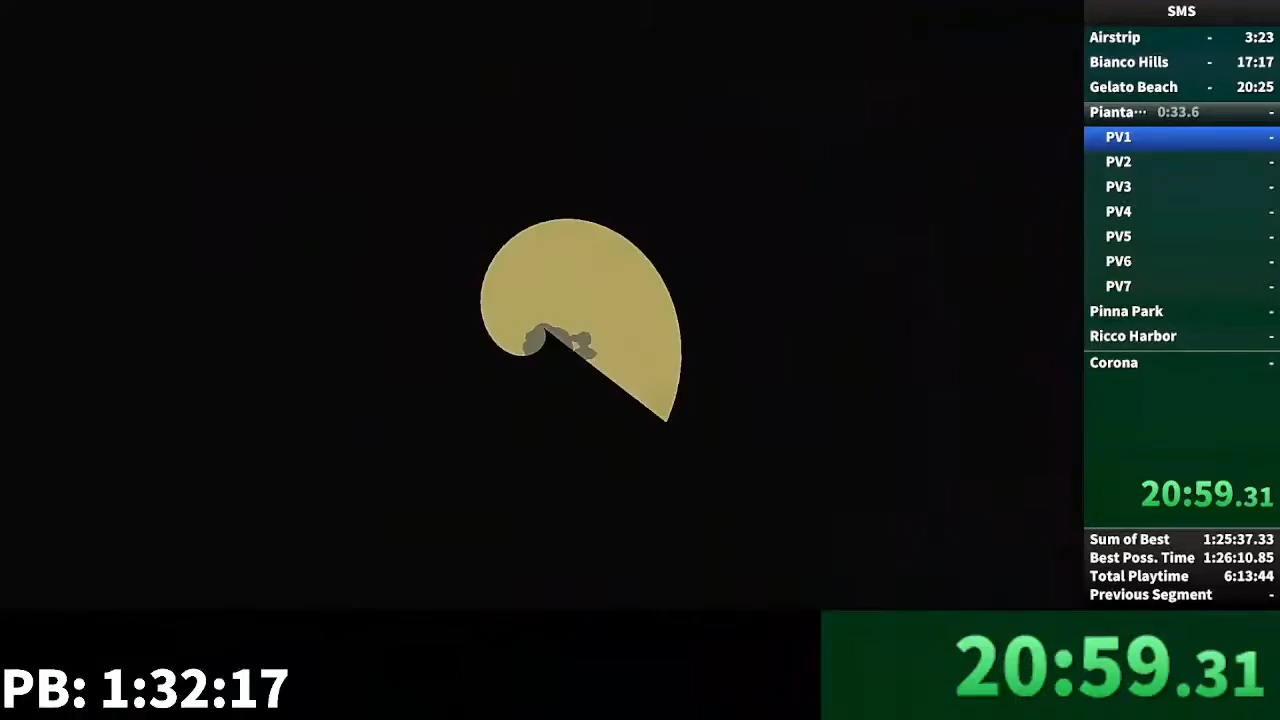 SMS
Airstrip - 3:23
Bianco Hills - 17:17
Gelato Beach - 20:25
Pianta… 0:33.6 -
PV1 -
PV2 -
PV3 -
PV4 -
PV5 -
PV6 -
PV7 -
Pinna Park -
Ricco Harbor -
Corona -
20:59.31
Sum of Best 1:25:37.33
Best Poss. Time 1:26:10.85
Total Playtime 6:13:44
Previous Segment -
PB: 1:32:17
20:59.31